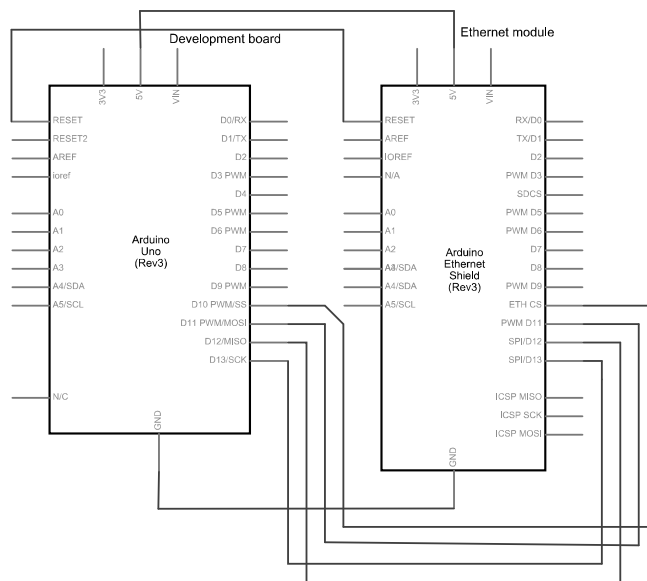 Development board
Ethernet module
3V3
5V
VIN
RESET
RESET2
AREF
ioref
A0
A1
A2
A3
A4/SDA
A5/SCL
N/C
Arduino
Uno
(Rev3)
D0/RX
D1/TX
D2
D3 PWM
D4
D5 PWM
D6 PWM
D7
D8
D9 PWM
D10 PWM/SS
D11 PWM/MOSI
D12/MISO
D13/SCK
GND
3V3
5V
VIN
RESET
AREF
IOREF
N/A
A0
A1
A2
A4/SDA
A4/SDA
A5/SCL
Arduino
Ethernet
Shield
(Rev3)
RX/D0
TX/D1
D2
PWM D3
SDCS
PWM D5
PWM D6
D7
D8
PWM D9
ETH CS
PWM D11
SPI/D12
SPI/D13
ICSP MISO
ICSP SCK
ICSP MOSI
GND